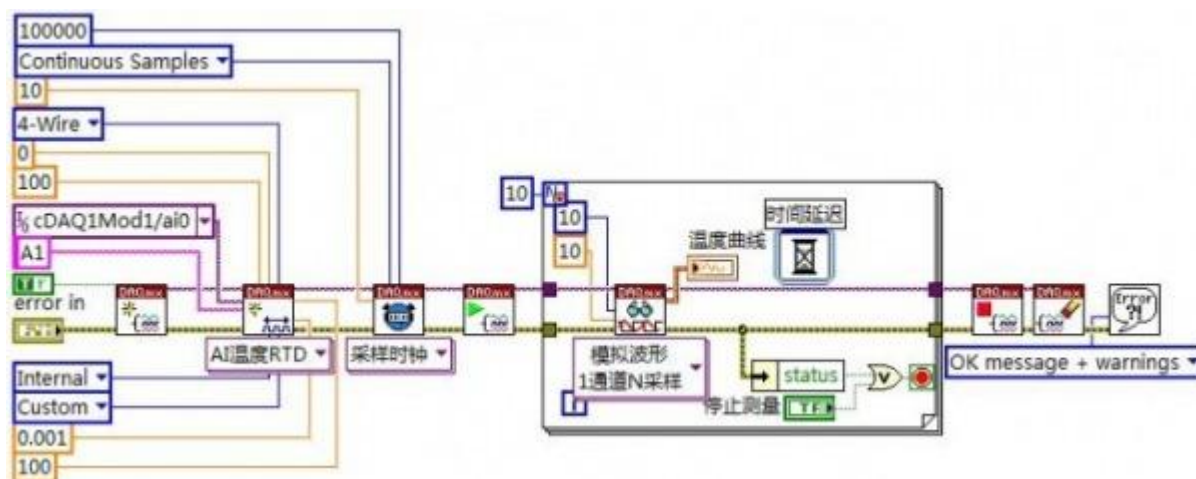 100000
Continuous Samples
10
4-Wire
0
100
cDAQ1Mod1/ai0
A1
TF
error in
DAQmx
DAQmx
DAQmx
DAQmx
AI温度RTD
采样时钟
Internal
Custom
0.001
100
10
N
10
10
时间延迟
温度曲线
DAQmx
模拟波形
1通道N采样
i
status
停止测量
TF
DAQmx
DAQmx
Error
?!
OK message + warnings